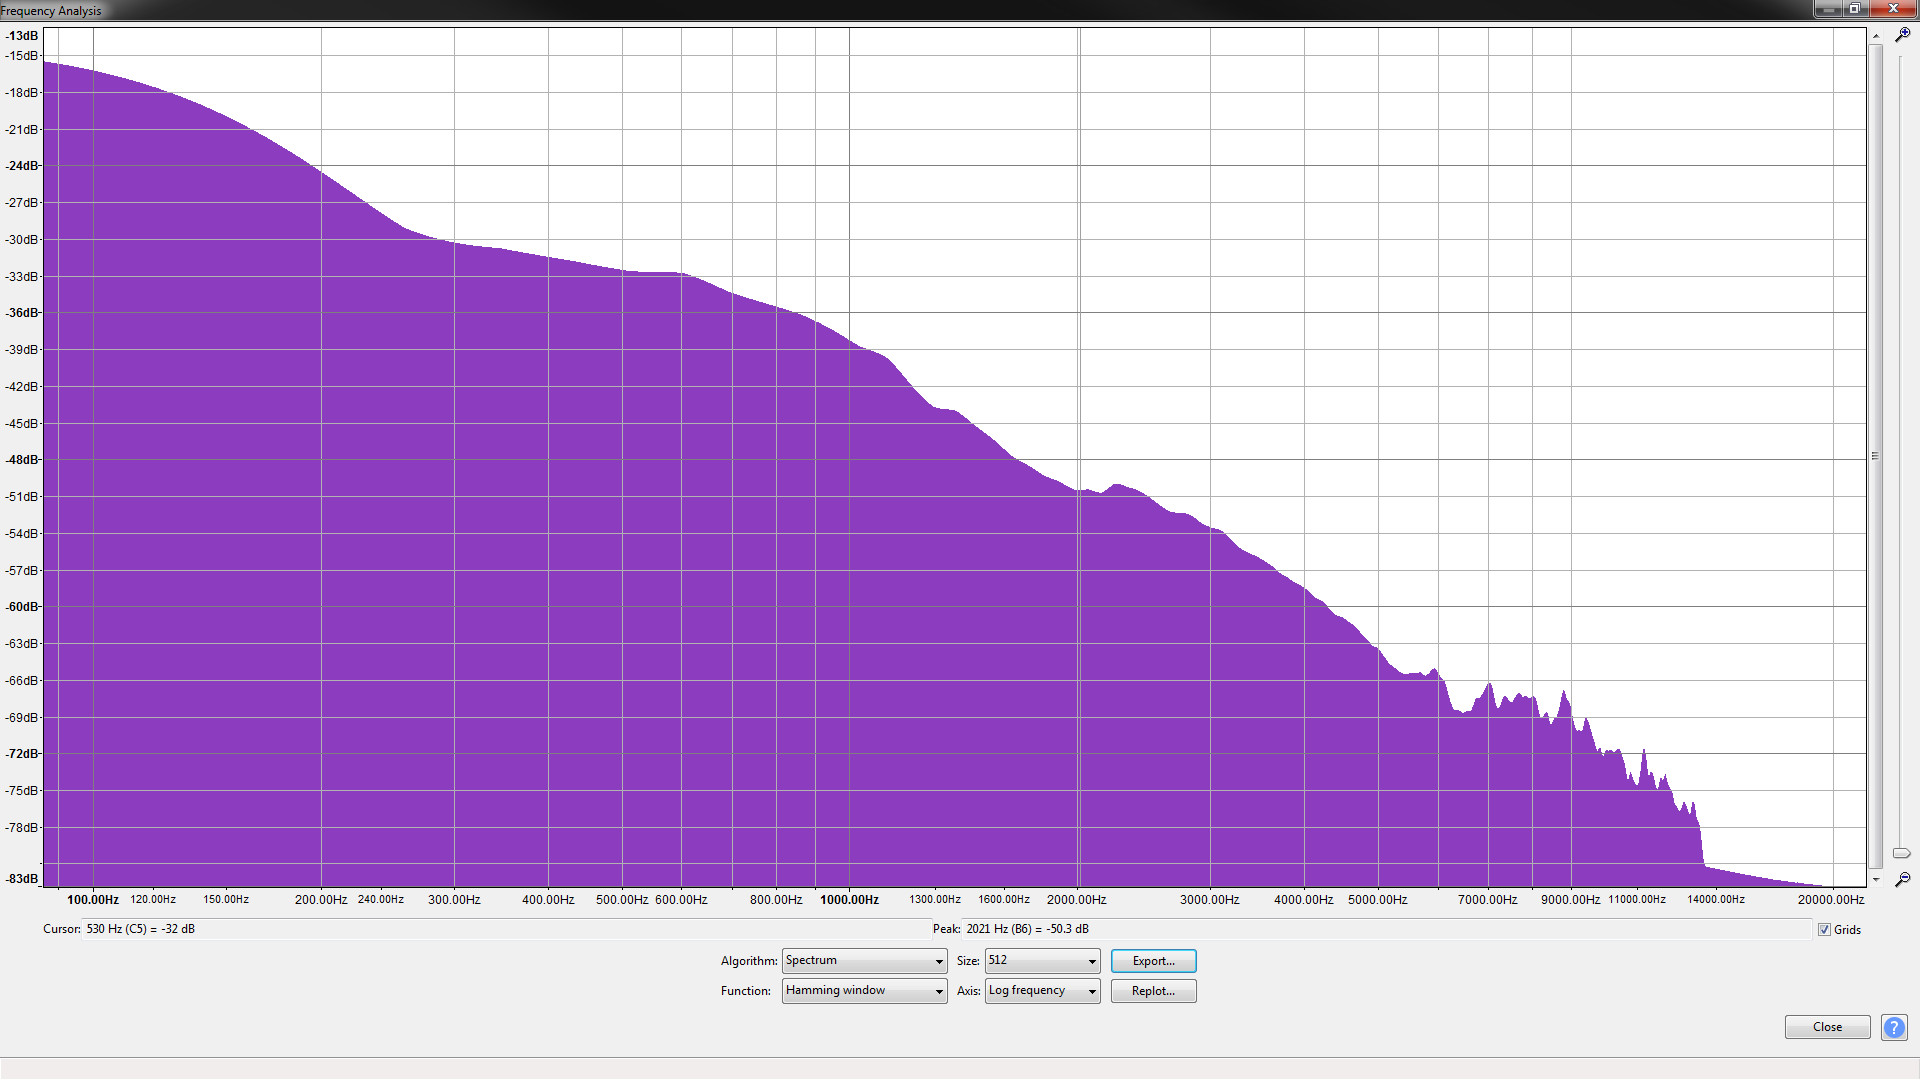 Frequency Analysis
-13dB
-15dB
-18dB
-21dB
-24dB
-27dB
-30dB
-33dB
-36dB
-39dB
-42dB
-45dB
-48dB
-51dB
-54dB
-57dB
-60dB
-63dB
-66dB
-69dB
-72dB
-75dB
-78dB
-83dB
100.00Hz 120.00Hz 150.00Hz 200.00Hz 240.00Hz 300.00Hz 400.00Hz 500.00Hz 600.00Hz 800.00Hz 1000.00Hz 1300.00Hz 1600.00Hz 2000.00Hz 3000.00Hz 4000.00Hz 5000.00Hz 7000.00Hz 9000.00Hz 11000.00Hz 14000.00Hz 20000.00Hz
Cursor: 530 Hz (C5) = -32 dB Peak: 2021 Hz (B6) = -50.3 dB Grids
Algorithm: Spectrum Size: 512 Export...
Function: Hamming window Axis: Log frequency Replot...
Close ?